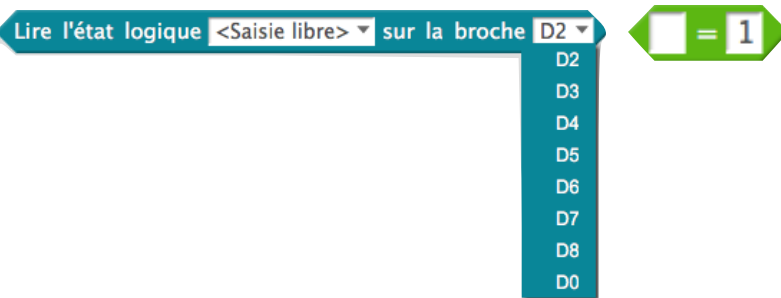 Lire l'état logique <Saisie libre> sur la broche D2
= 1
D2
D3
D4
D5
D6
D7
D8
D0